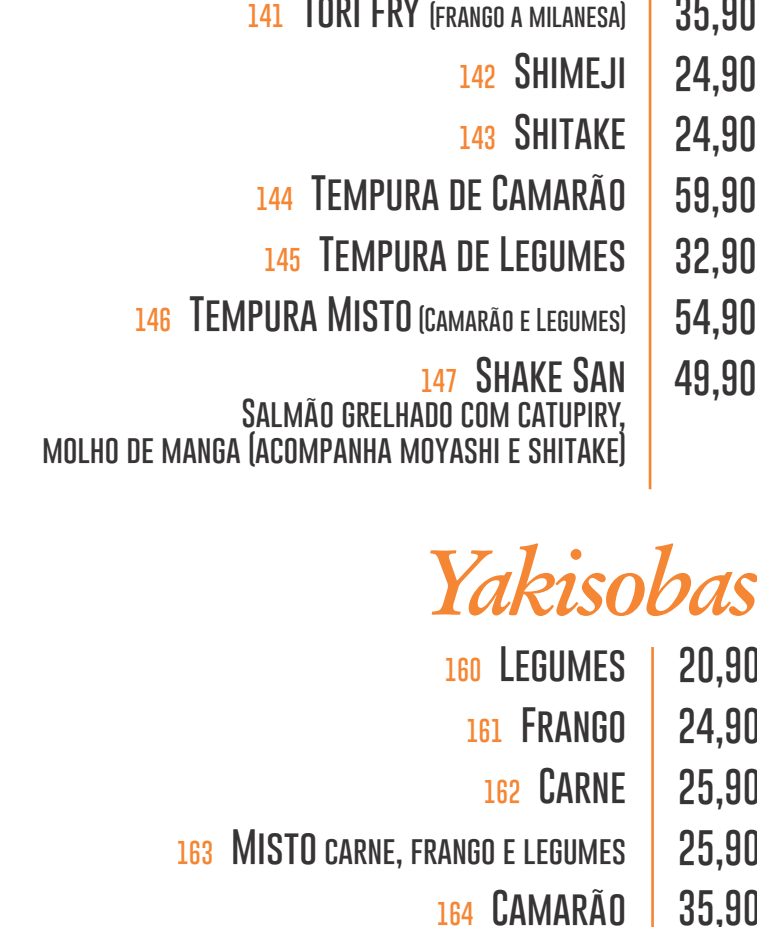 141 TORI FRY (FRANGO A MILANESA) 35,90
142 SHIMEJI 24,90
143 SHITAKE 24,90
144 TEMPURA DE CAMARÃO 59,90
145 TEMPURA DE LEGUMES 32,90
146 TEMPURA MISTO (CAMARÃO E LEGUMES) 54,90
147 SHAKE SAN 49,90
SALMÃO GRELHADO COM CATUPIRY,
MOLHO DE MANGA (ACOMPANHA MOYASHI E SHITAKE)
Yakisobas
160 LEGUMES 20,90
161 FRANGO 24,90
162 CARNE 25,90
163 MISTO CARNE, FRANGO E LEGUMES 25,90
164 CAMARÃO 35,90